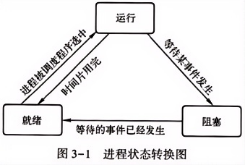 运行
进程被调度程序选中
时间片用完
等待某事件发生
就绪
等待的事件已经发生
阻塞
图 3-1 进程状态转换图